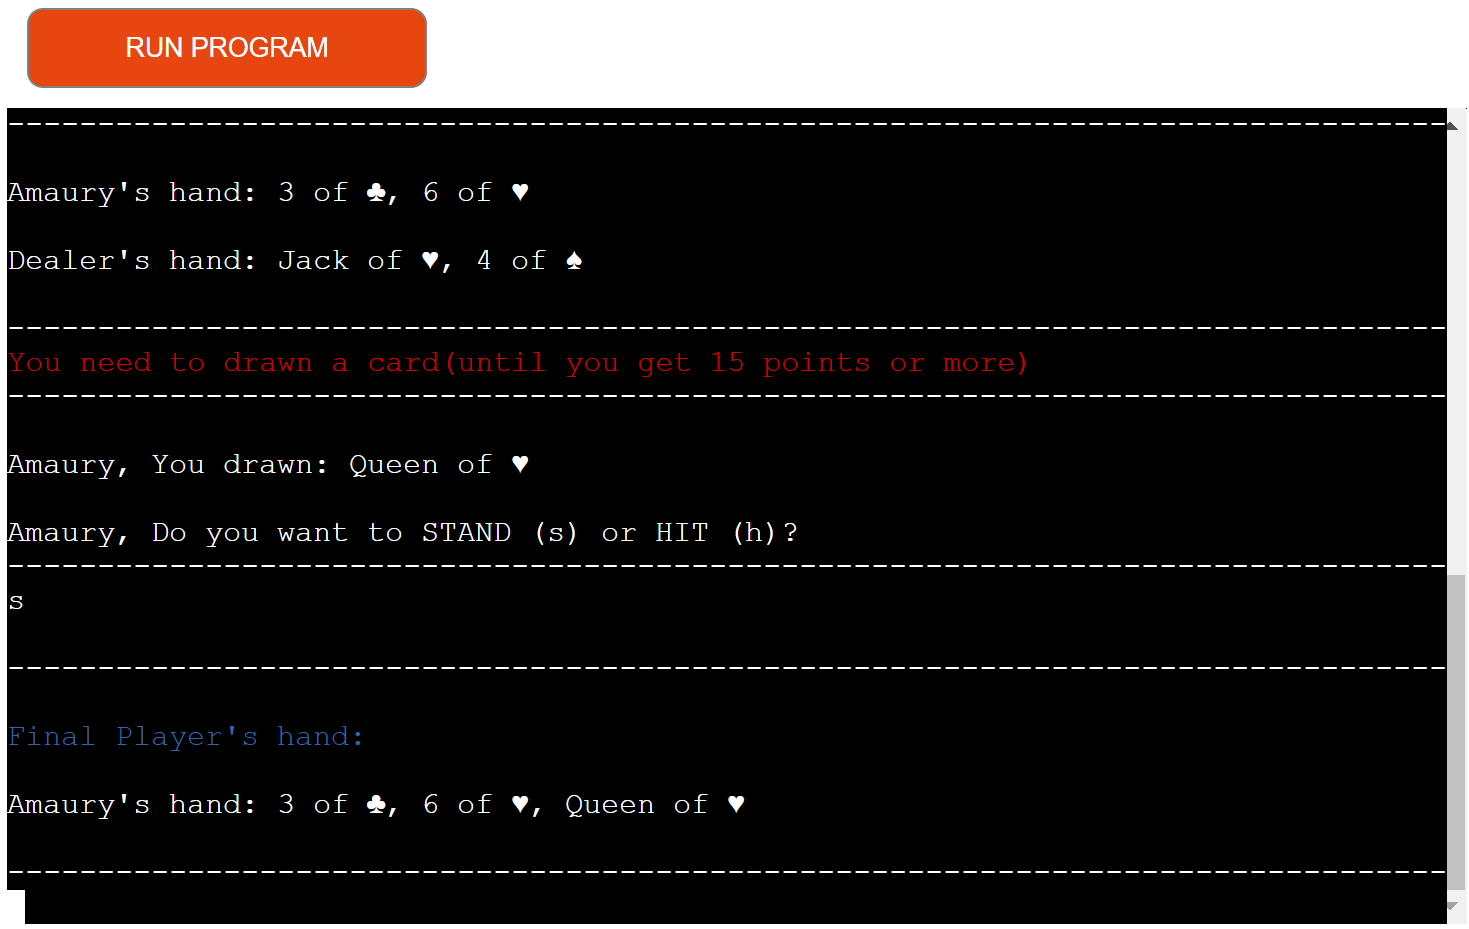 RUN PROGRAM
--------------------------------------------------------------------------------
Amaury's hand: 3 of ♣, 6 of ♥
Dealer's hand: Jack of ♥, 4 of ♠
--------------------------------------------------------------------------------
You need to drawn a card(until you get 15 points or more)
--------------------------------------------------------------------------------
Amaury, You drawn: Queen of ♥
Amaury, Do you want to STAND (s) or HIT (h)?
--------------------------------------------------------------------------------
s
--------------------------------------------------------------------------------
Final Player's hand:
Amaury's hand: 3 of ♣, 6 of ♥, Queen of ♥
--------------------------------------------------------------------------------